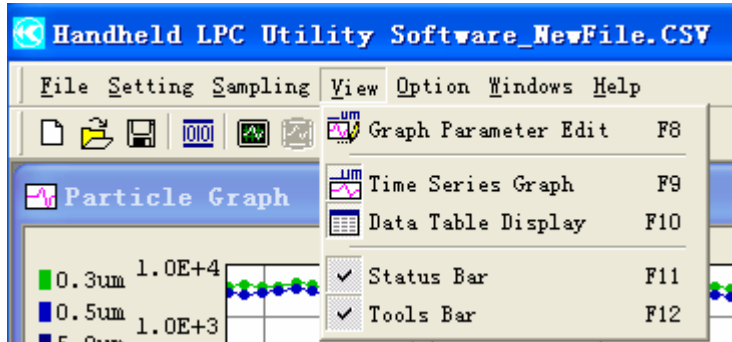 Handheld LPC Utility Software_NewFile.CSV
File Setting Sampling View Option Windows Help
Graph Parameter Edit F8
Particle Graph
Time Series Graph F9
Data Table Display F10
0.3um 1.0E+4
Status Bar F11
0.5um 1.0E+3
Tools Bar F12